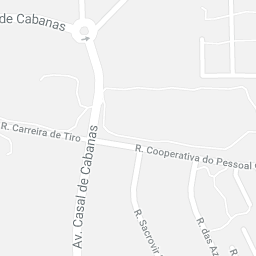 de Cabanas
R. Carreira de Tiro
R. Cooperativa do Pessoal
Av. Casal de Cabanas
R. Sacrovir
R. das Az